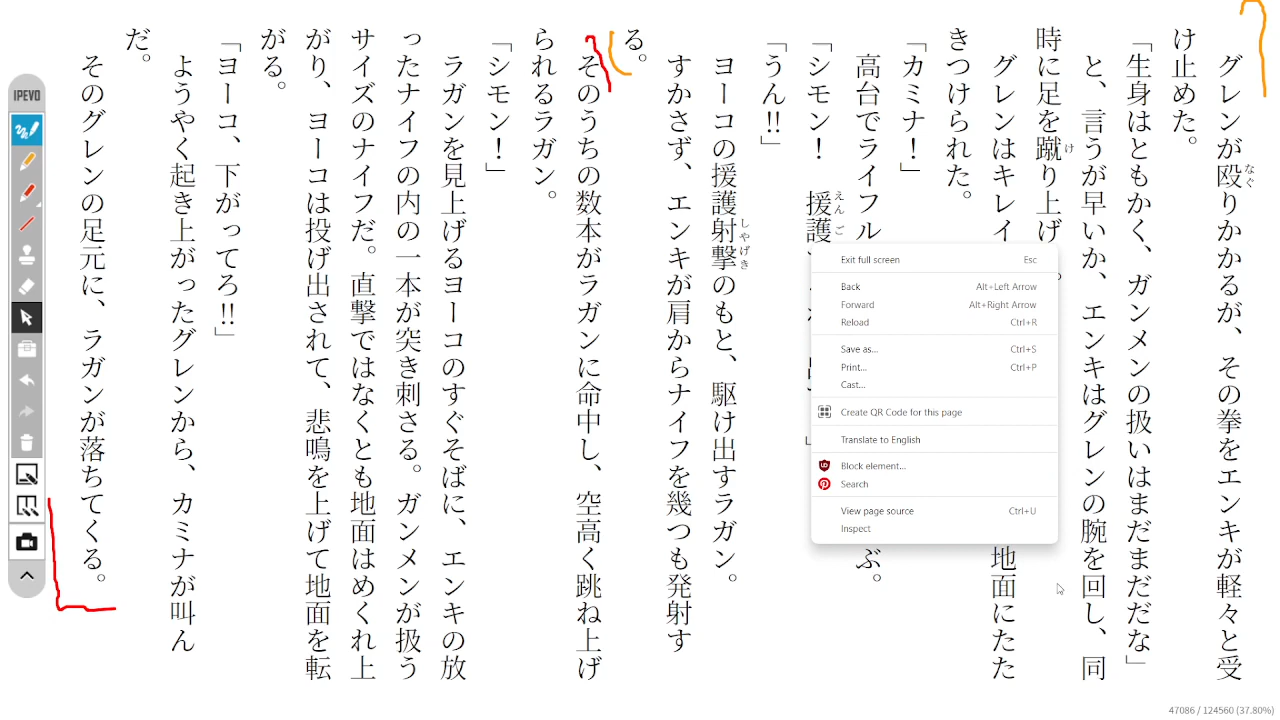 グレンが殴りかかるが、その拳をエンキが軽々と受
なぐ
け止めた。
「生身はともかく、ガンメンの扱いはまだまだだな」
と、言うが早いか、エンキはグレンの腕を回し、同
時に足を蹴り上げ
け
グレンはキレイ 地面にたた
きつけられた。
「カミナ！」
高台でライフル ぶ。
「シモン！　援護 」
えんご
「うん!!」
ヨーコの援護射撃のもと、駆け出すラガン。
しゃげき
すかさず、エンキが肩からナイフを幾つも発射す
る。
そのうちの数本がラガンに命中し、空高く跳ね上げ
られるラガン。
「シモン！」
ラガンを見上げるヨーコのすぐそばに、エンキの放
ったナイフの内の一本が突き刺さる。ガンメンが扱う
サイズのナイフだ。直撃ではなくとも地面はめくれ上
がり、ヨーコは投げ出されて、悲鳴を上げて地面を転
がる。
「ヨーコ、下がってろ!!」
ようやく起き上がったグレンから、カミナが叫ん
だ。
そのグレンの足元に、ラガンが落ちてくる。
IPEVO
Exit full screen Esc
Back Alt+Left Arrow
Forward Alt+Right Arrow
Reload Ctrl+R
Save as... Ctrl+S
Print... Ctrl+P
Cast...
Create QR Code for this page
Translate to English
Block element...
Search
View page source Ctrl+U
Inspect
47086 / 124560 (37.80%)